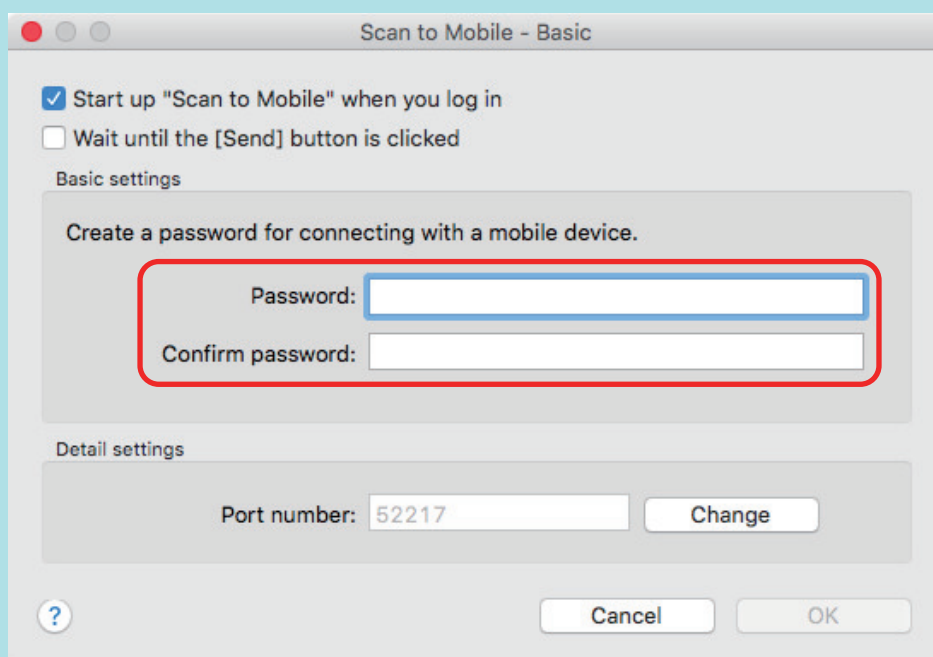 Scan to Mobile - Basic
Start up "Scan to Mobile" when you log in
Wait until the [Send] button is clicked
Basic settings
Create a password for connecting with a mobile device.
Password:
Confirm password:
Detail settings
Port number: 52217 Change
? Cancel OK